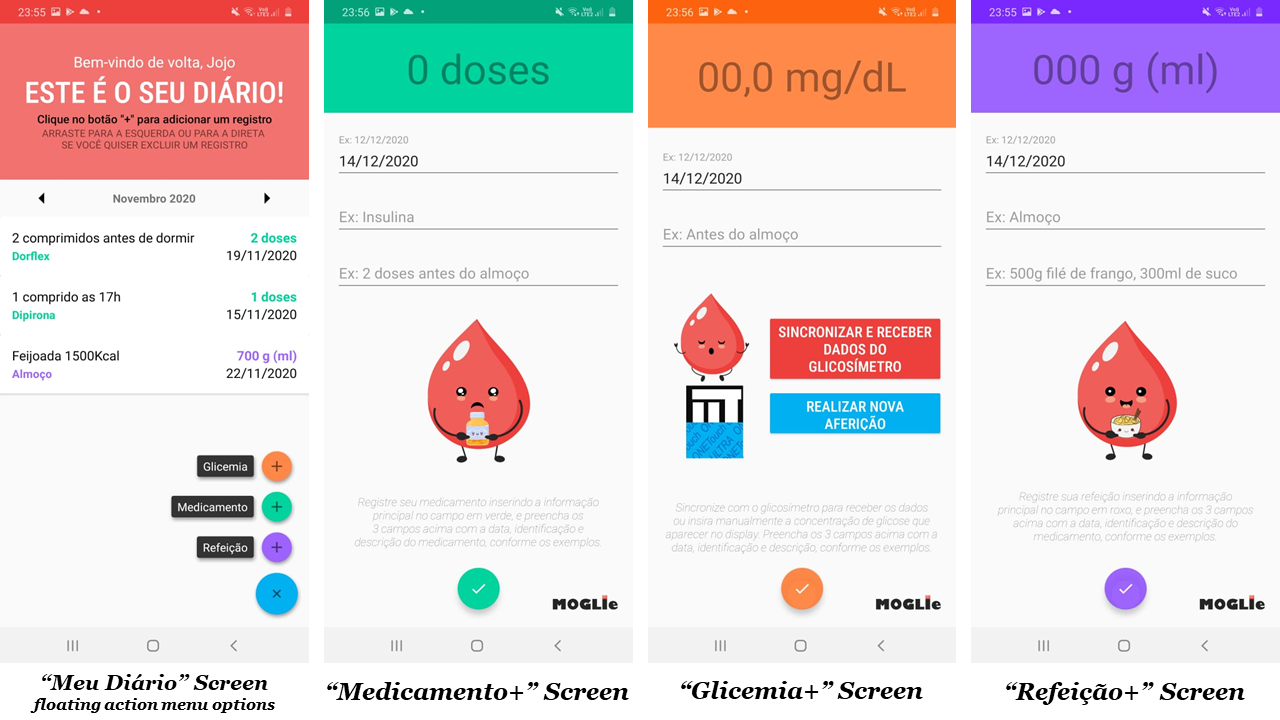 23:55
Bem-vindo de volta, Jojo
ESTE É O SEU DIÁRIO!
Clique no botão "+" para adicionar um registro
ARRASTE PARA A ESQUERDA OU PARA A DIRETA
SE VOCÊ QUISER EXCLUIR UM REGISTRO
Novembro 2020
2 comprimidos antes de dormir 2 doses
Dorflex 19/11/2020
1 comprido as 17h 1 doses
Dipirona 15/11/2020
Feijoada 1500Kcal 700 g (ml)
Almoço 22/11/2020
Glicemia
Medicamento
Refeição
“Meu Diário” Screen
floating action menu options
23:56
0 doses
Ex: 12/12/2020
14/12/2020
Ex: Insulina
Ex: 2 doses antes do almoço
Registre seu medicamento inserindo a informação
principal no campo em verde, e preencha os
3 campos acima com a data, identificação e
descrição do medicamento, conforme os exemplos.
MOGLIe
“Medicamento+” Screen
23:56
00,0 mg/dL
Ex: 12/12/2020
14/12/2020
Ex: Antes do almoço
SINCRONIZAR E RECEBER
DADOS DO
GLICOSÍMETRO
REALIZAR NOVA
AFERIÇÃO
Sincronize com o glicosímetro para receber os dados
ou insira manualmente a concentração de glicose que
aparecer no display. Preencha os 3 campos acima com a
data, identificação e descrição, conforme os exemplos.
MOGLIe
“Glicemia+” Screen
23:55
000 g (ml)
Ex: 12/12/2020
14/12/2020
Ex: Almoço
Ex: 500g filé de frango, 300ml de suco
Registre sua refeição inserindo a informação
principal no campo em roxo, e preencha os 3 campos
acima com a data, identificação e descrição do
medicamento, conforme os exemplos.
MOGLIe
“Refeição+” Screen